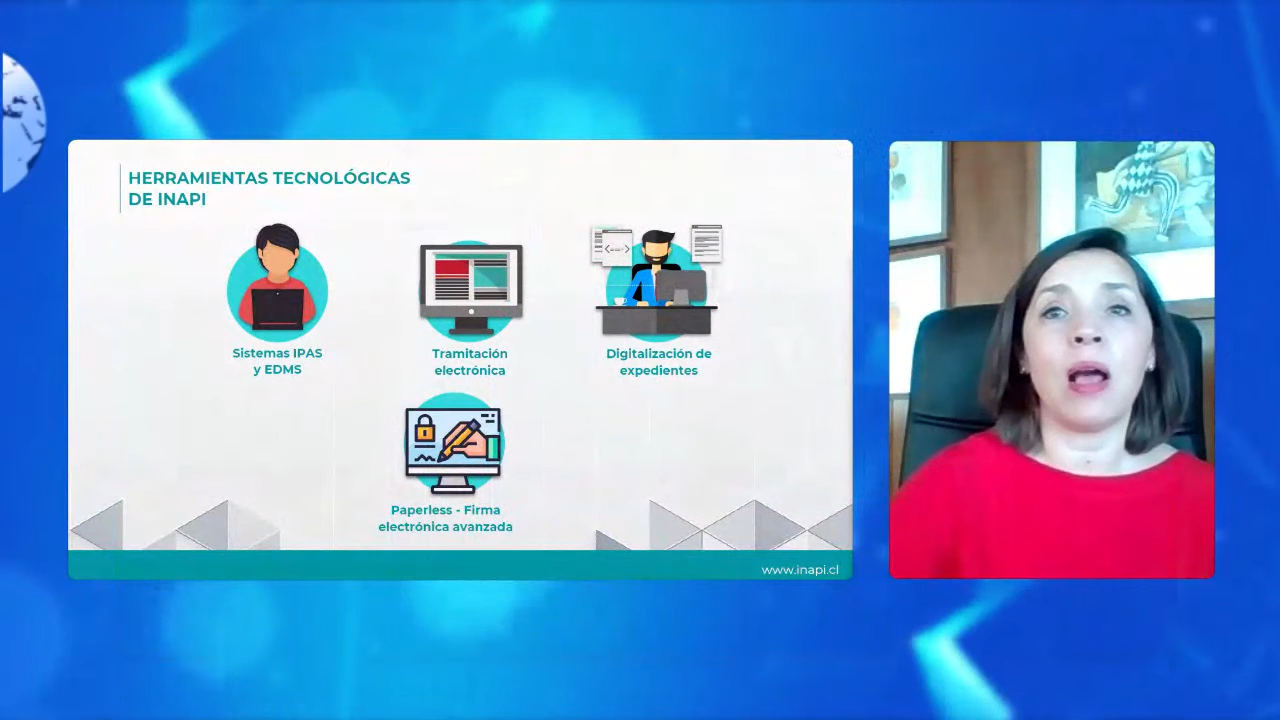 HERRAMIENTAS TECNOLÓGICAS
DE INAPI
Sistemas IPAS
y EDMS
Tramitación
electrónica
Digitalización de
expedientes
Paperless - Firma
electrónica avanzada
www.inapi.cl